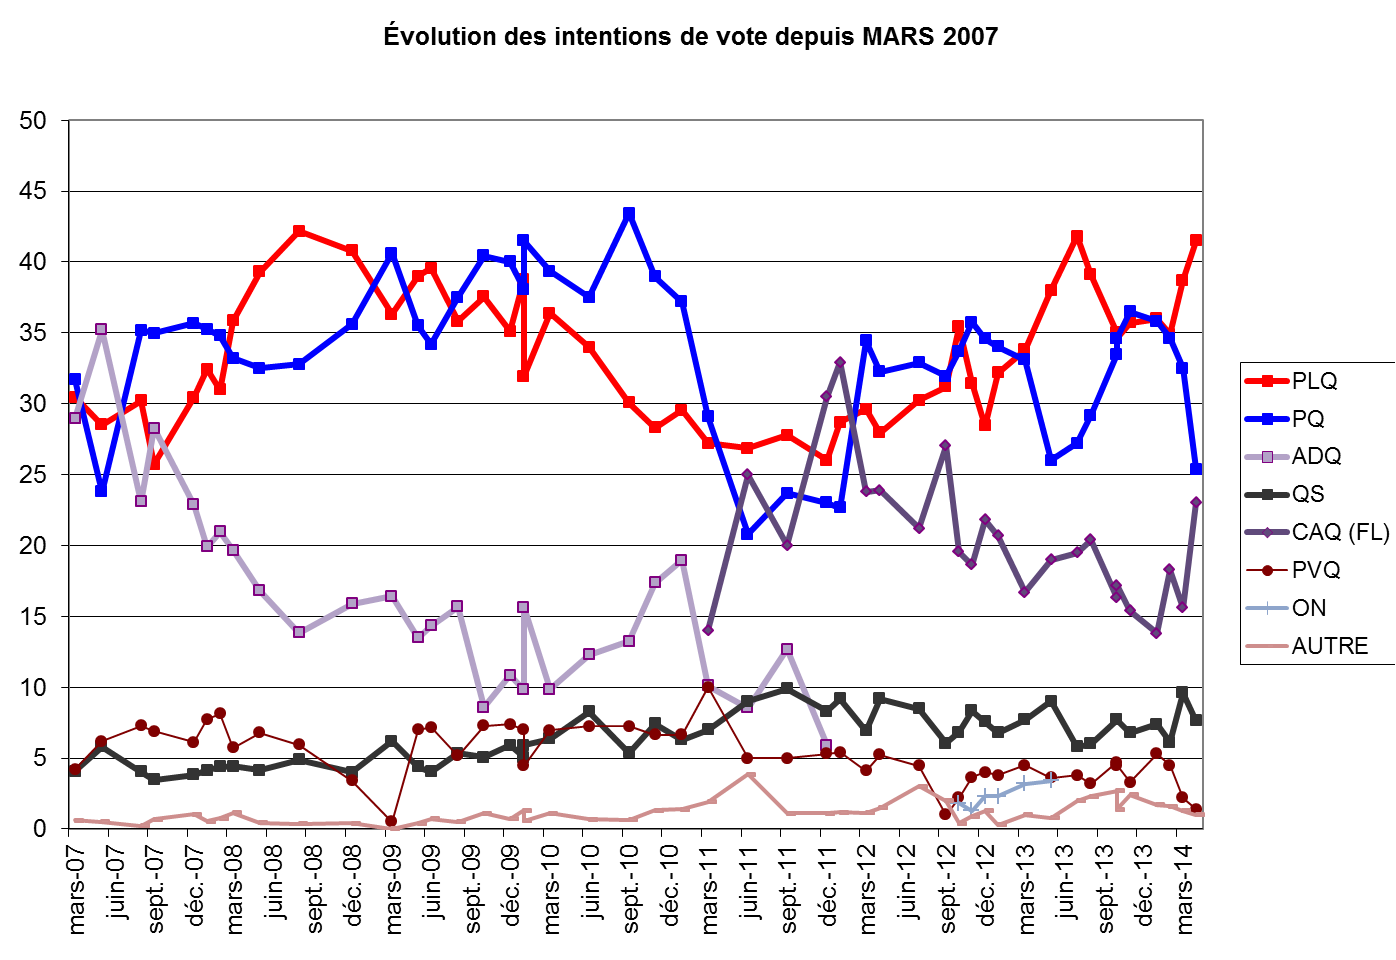 Évolution des intentions de vote depuis MARS 2007
50
45
40
35
30
25
20
15
10
5
0
mars-07
juin-07
sept.-07
déc.-07
mars-08
juin-08
sept.-08
déc.-08
mars-09
juin-09
sept.-09
déc.-09
mars-10
juin-10
sept.-10
déc.-10
mars-11
juin-11
sept.-11
déc.-11
mars-12
juin-12
sept.-12
déc.-12
mars-13
juin-13
sept.-13
déc.-13
mars-14
PLQ
PQ
ADQ
QS
CAQ (FL)
PVQ
ON
AUTRE